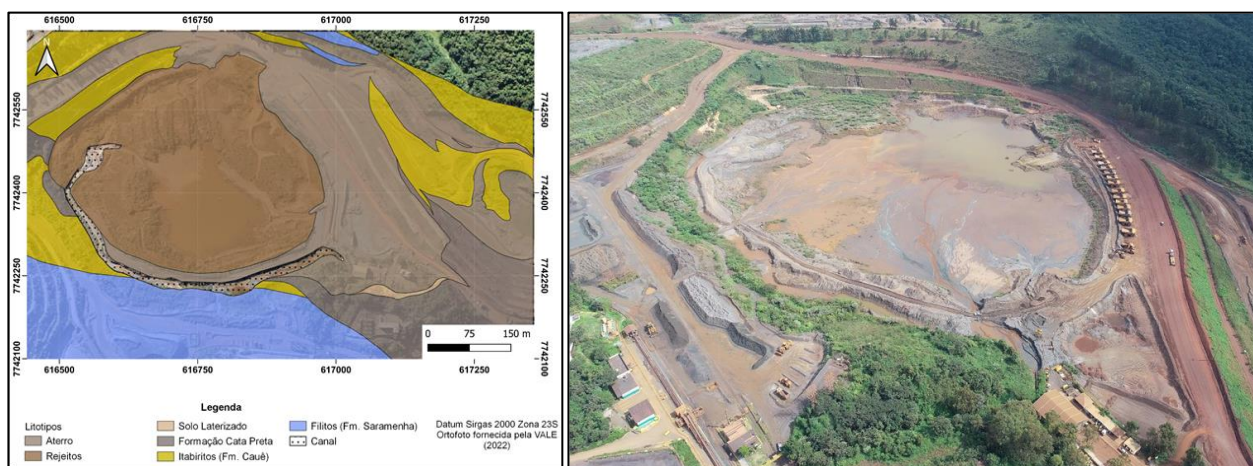 616500 616750 617000 617250
N
7742550 7742550
7742400 7742400
7742250 7742250
0 75 150 m
7742100 7742100
616500 616750 617000 617250
Legenda
Litotipos
Aterro
Rejeitos
Solo Laterizado
Formação Cata Preta
Itabiritos (Fm. Cauê)
Filitos (Fm. Saramenha)
Canal
Datum Sirgas 2000 Zona 23S
Ortofoto fornecida pela VALE
(2022)